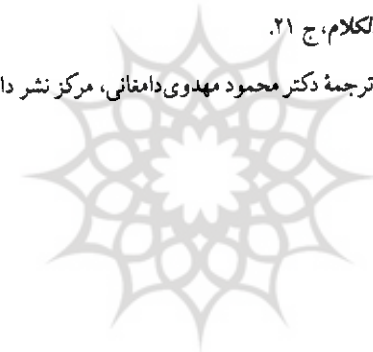 لکلام، ج ۲۱.
ترجمهٔ دکتر محمود مهدوی‌دامغانی، مرکز نشر دا